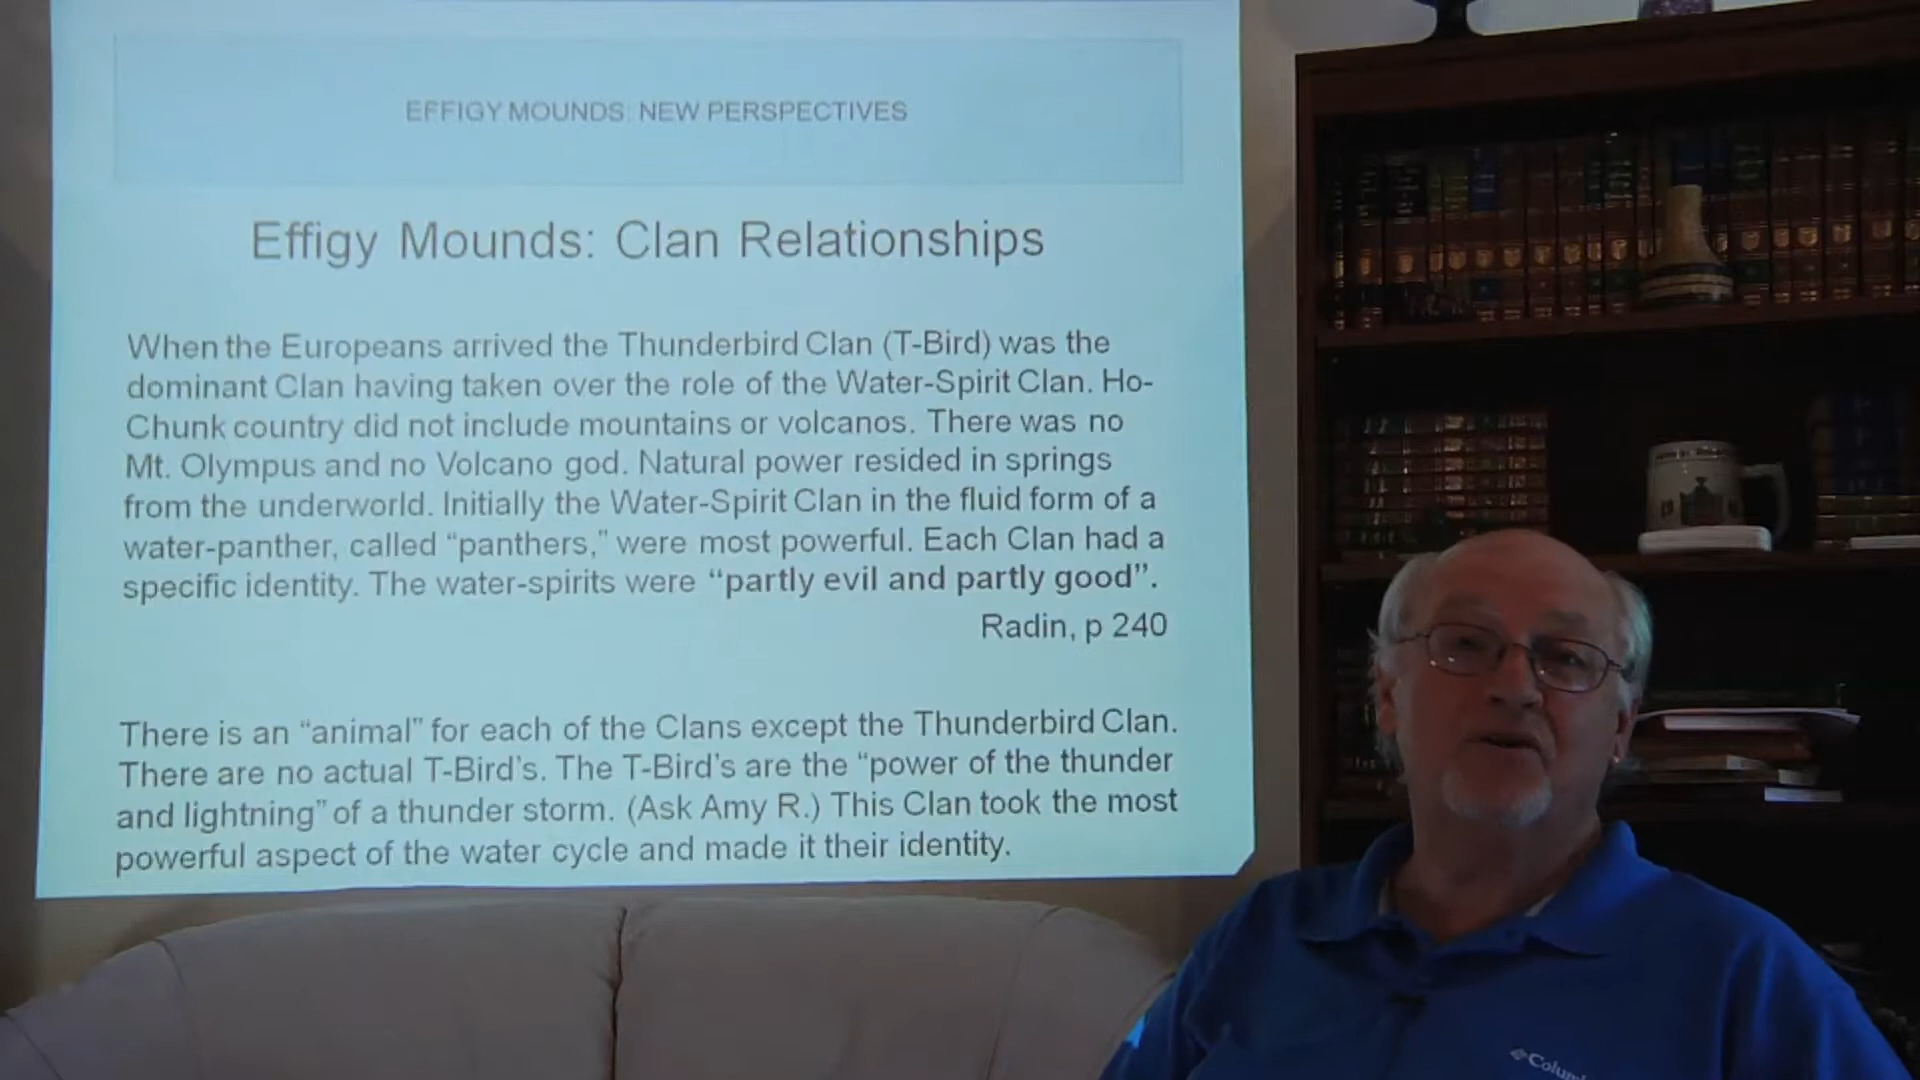 EFFIGY MOUNDS: NEW PERSPECTIVES
Effigy Mounds: Clan Relationships
When the Europeans arrived the Thunderbird Clan (T-Bird) was the
dominant Clan having taken over the role of the Water-Spirit Clan. Ho-
Chunk country did not include mountains or volcanos. There was no
Mt. Olympus and no Volcano god. Natural power resided in springs
from the underworld. Initially the Water-Spirit Clan in the fluid form of a
water-panther, called “panthers,” were most powerful. Each Clan had a
specific identity. The water-spirits were “partly evil and partly good”.
Radin, p 240
There is an “animal” for each of the Clans except the Thunderbird Clan.
There are no actual T-Bird’s. The T-Bird’s are the “power of the thunder
and lightning” of a thunder storm. (Ask Amy R.) This Clan took the most
powerful aspect of the water cycle and made it their identity.